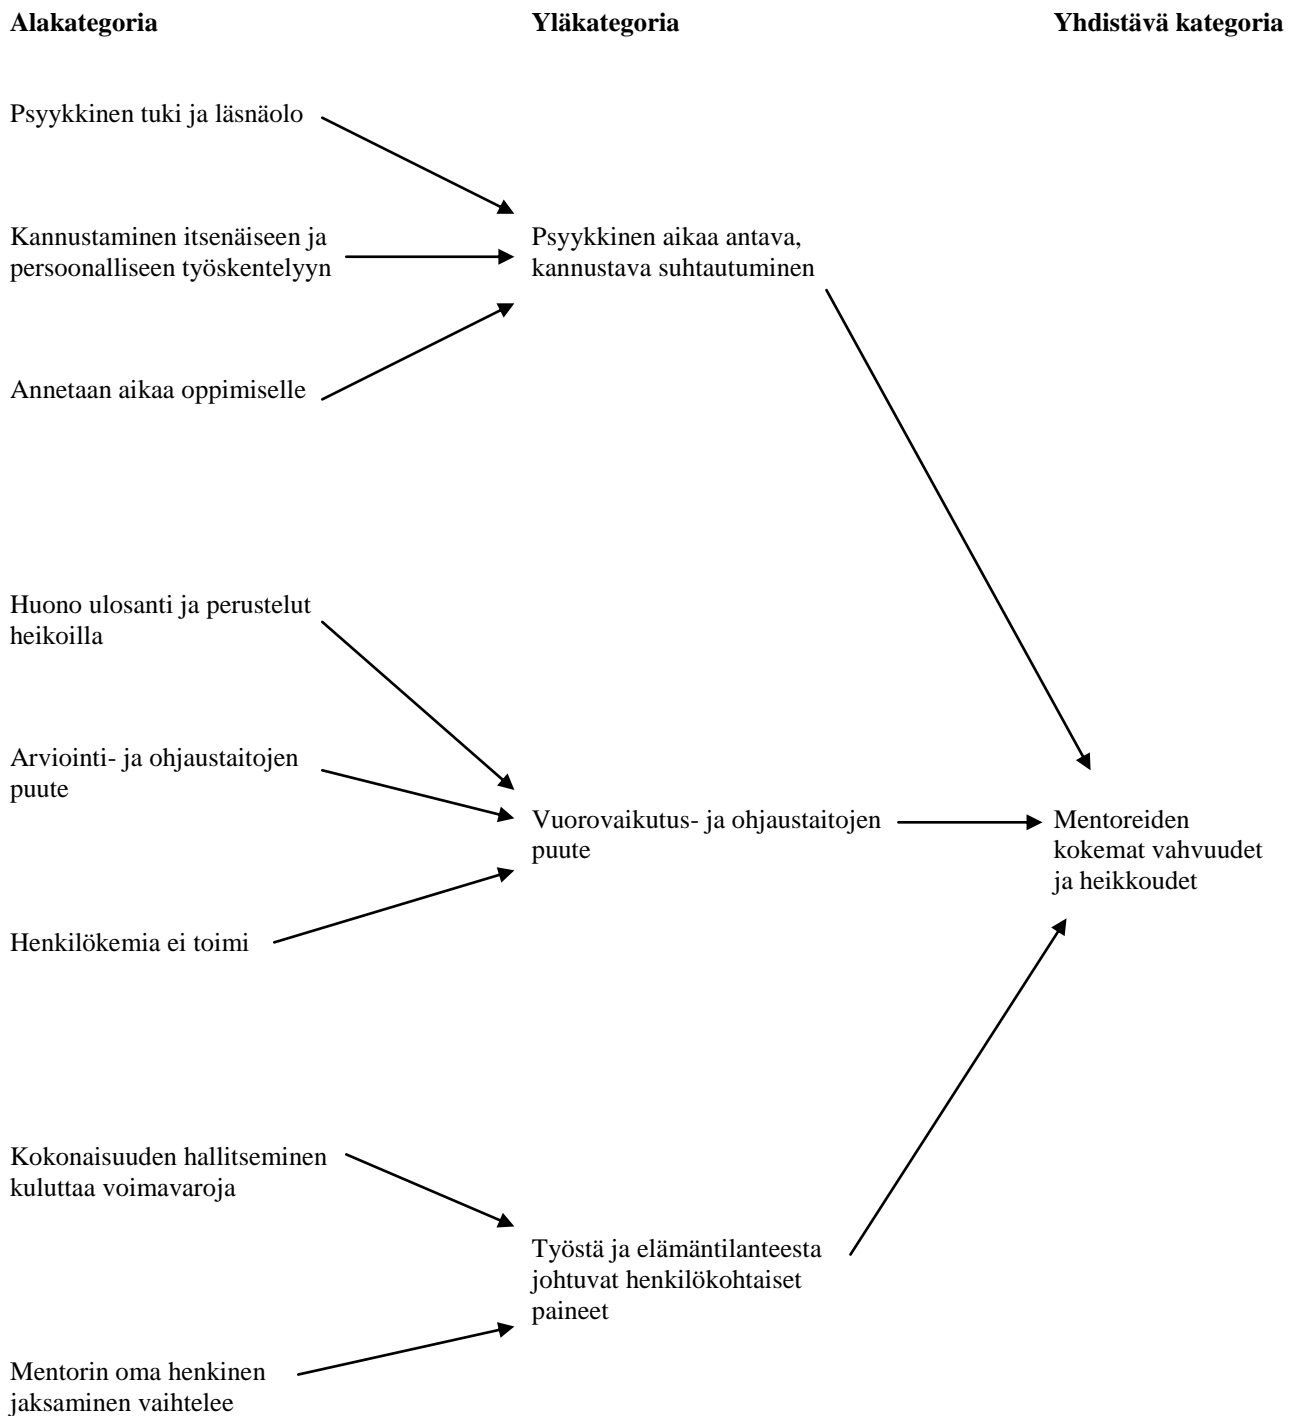 Alakategoria
Yläkategoria
Yhdistävä kategoria
Psyykkinen tuki ja läsnäolo
Kannustaminen itsenäiseen ja
persoonalliseen työskentelyyn
Psyykkinen aikaa antava,
kannustava suhtautuminen
Annetaan aikaa oppimiselle
Huono ulosanti ja perustelut
heikoilla
Arviointi- ja ohjaustaitojen
puute
Vuorovaikutus- ja ohjaustaitojen
puute
Mentoreiden
kokemat vahvuudet
ja heikkoudet
Henkilökemia ei toimi
Kokonaisuuden hallitseminen
kuluttaa voimavaroja
Työstä ja elämäntilanteesta
johtuvat henkilökohtaiset
paineet
Mentorin oma henkinen
jaksaminen vaihtelee